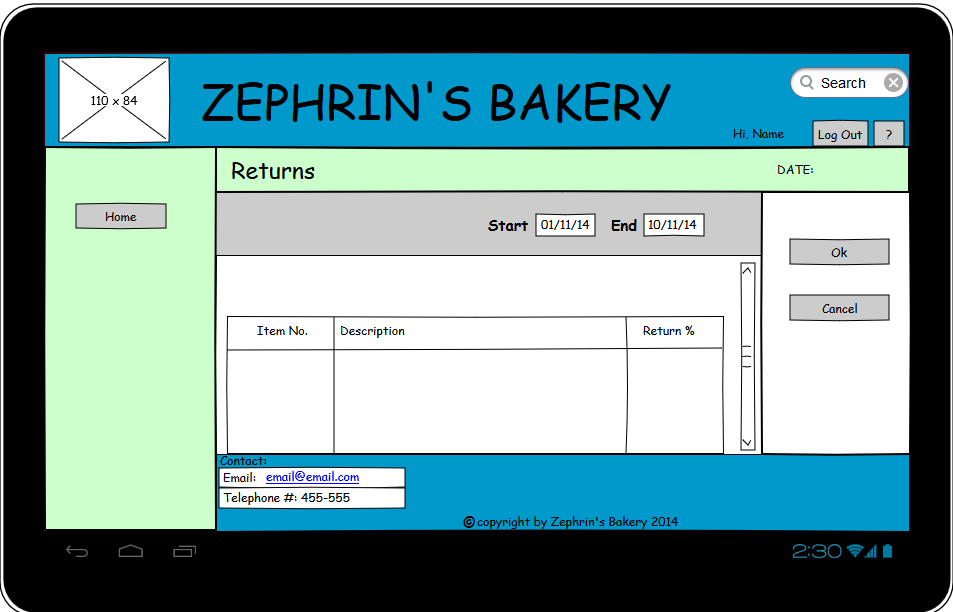 110 x 84
ZEPHRIN'S BAKERY
Search
Hi, Name
Log Out
?
Returns
DATE:
Home
Start 01/11/14 End 10/11/14
Ok
Cancel
Item No. Description Return %
Contact:
Email: email@email.com
Telephone #: 455-555
© copyright by Zephrin's Bakery 2014
2:30